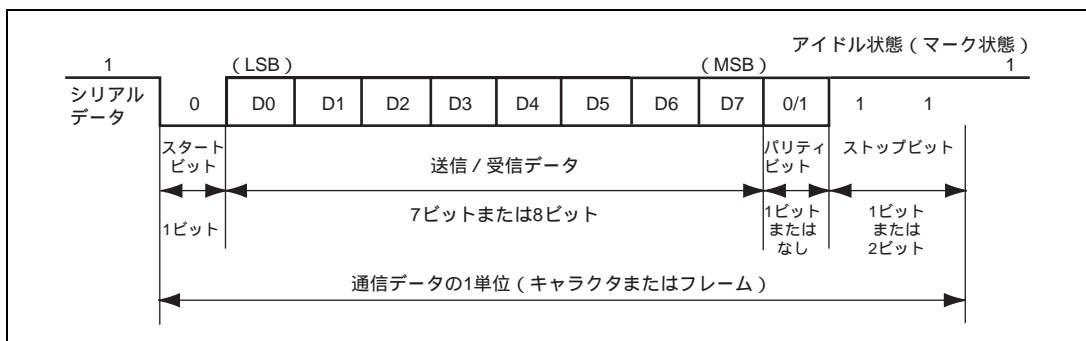 アイドル状態（マーク状態）
1 （LSB） （MSB） 1
シリアル
データ
0 D0 D1 D2 D3 D4 D5 D6 D7 0/1 1 1
スタート
ビット
送信／受信データ
パリティ
ビット
ストップビット
1ビット
7ビットまたは8ビット
1ビット
または
なし
1ビット
または
2ビット
通信データの1単位（キャラクタまたはフレーム）